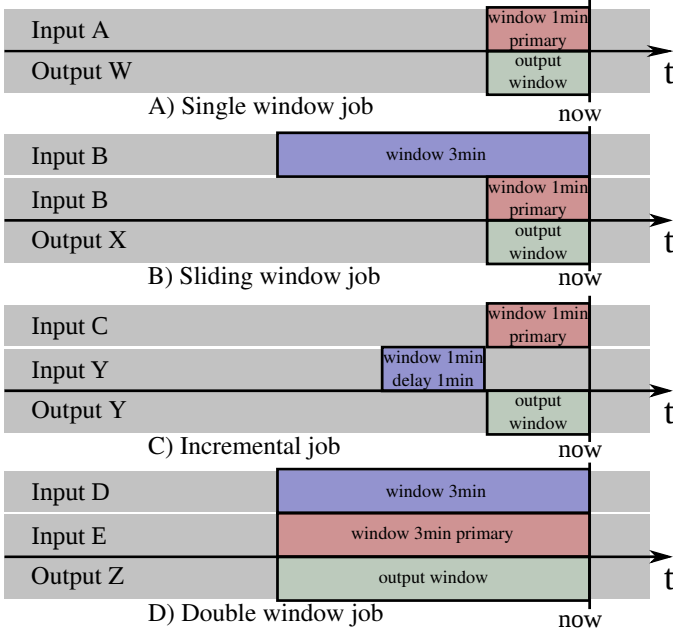 Input A
window 1min
primary
Output W
output
window
t
A) Single window job
now
Input B
window 3min
Input B
window 1min
primary
Output X
output
window
t
B) Sliding window job
now
Input C
window 1min
primary
Input Y
window 1min
delay 1min
Output Y
output
window
t
C) Incremental job
now
Input D
window 3min
Input E
window 3min primary
Output Z
output window
t
D) Double window job
now